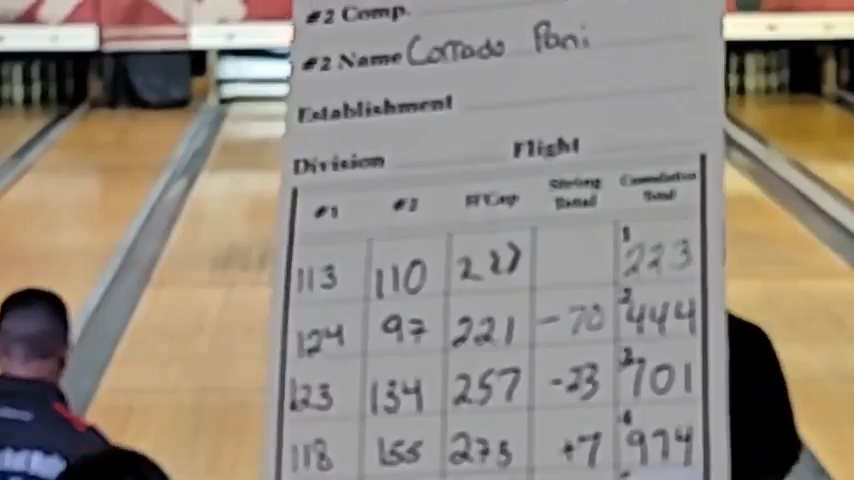 #2 Comp.
#2 Name Corrado Pani
Establishment
Division Flight
#1 #2 H'Cap String Total Cumulative Total
113 110 223 1 223
124 97 221 -70 2 444
123 134 257 -23 3 701
118 155 273 +7 4 974